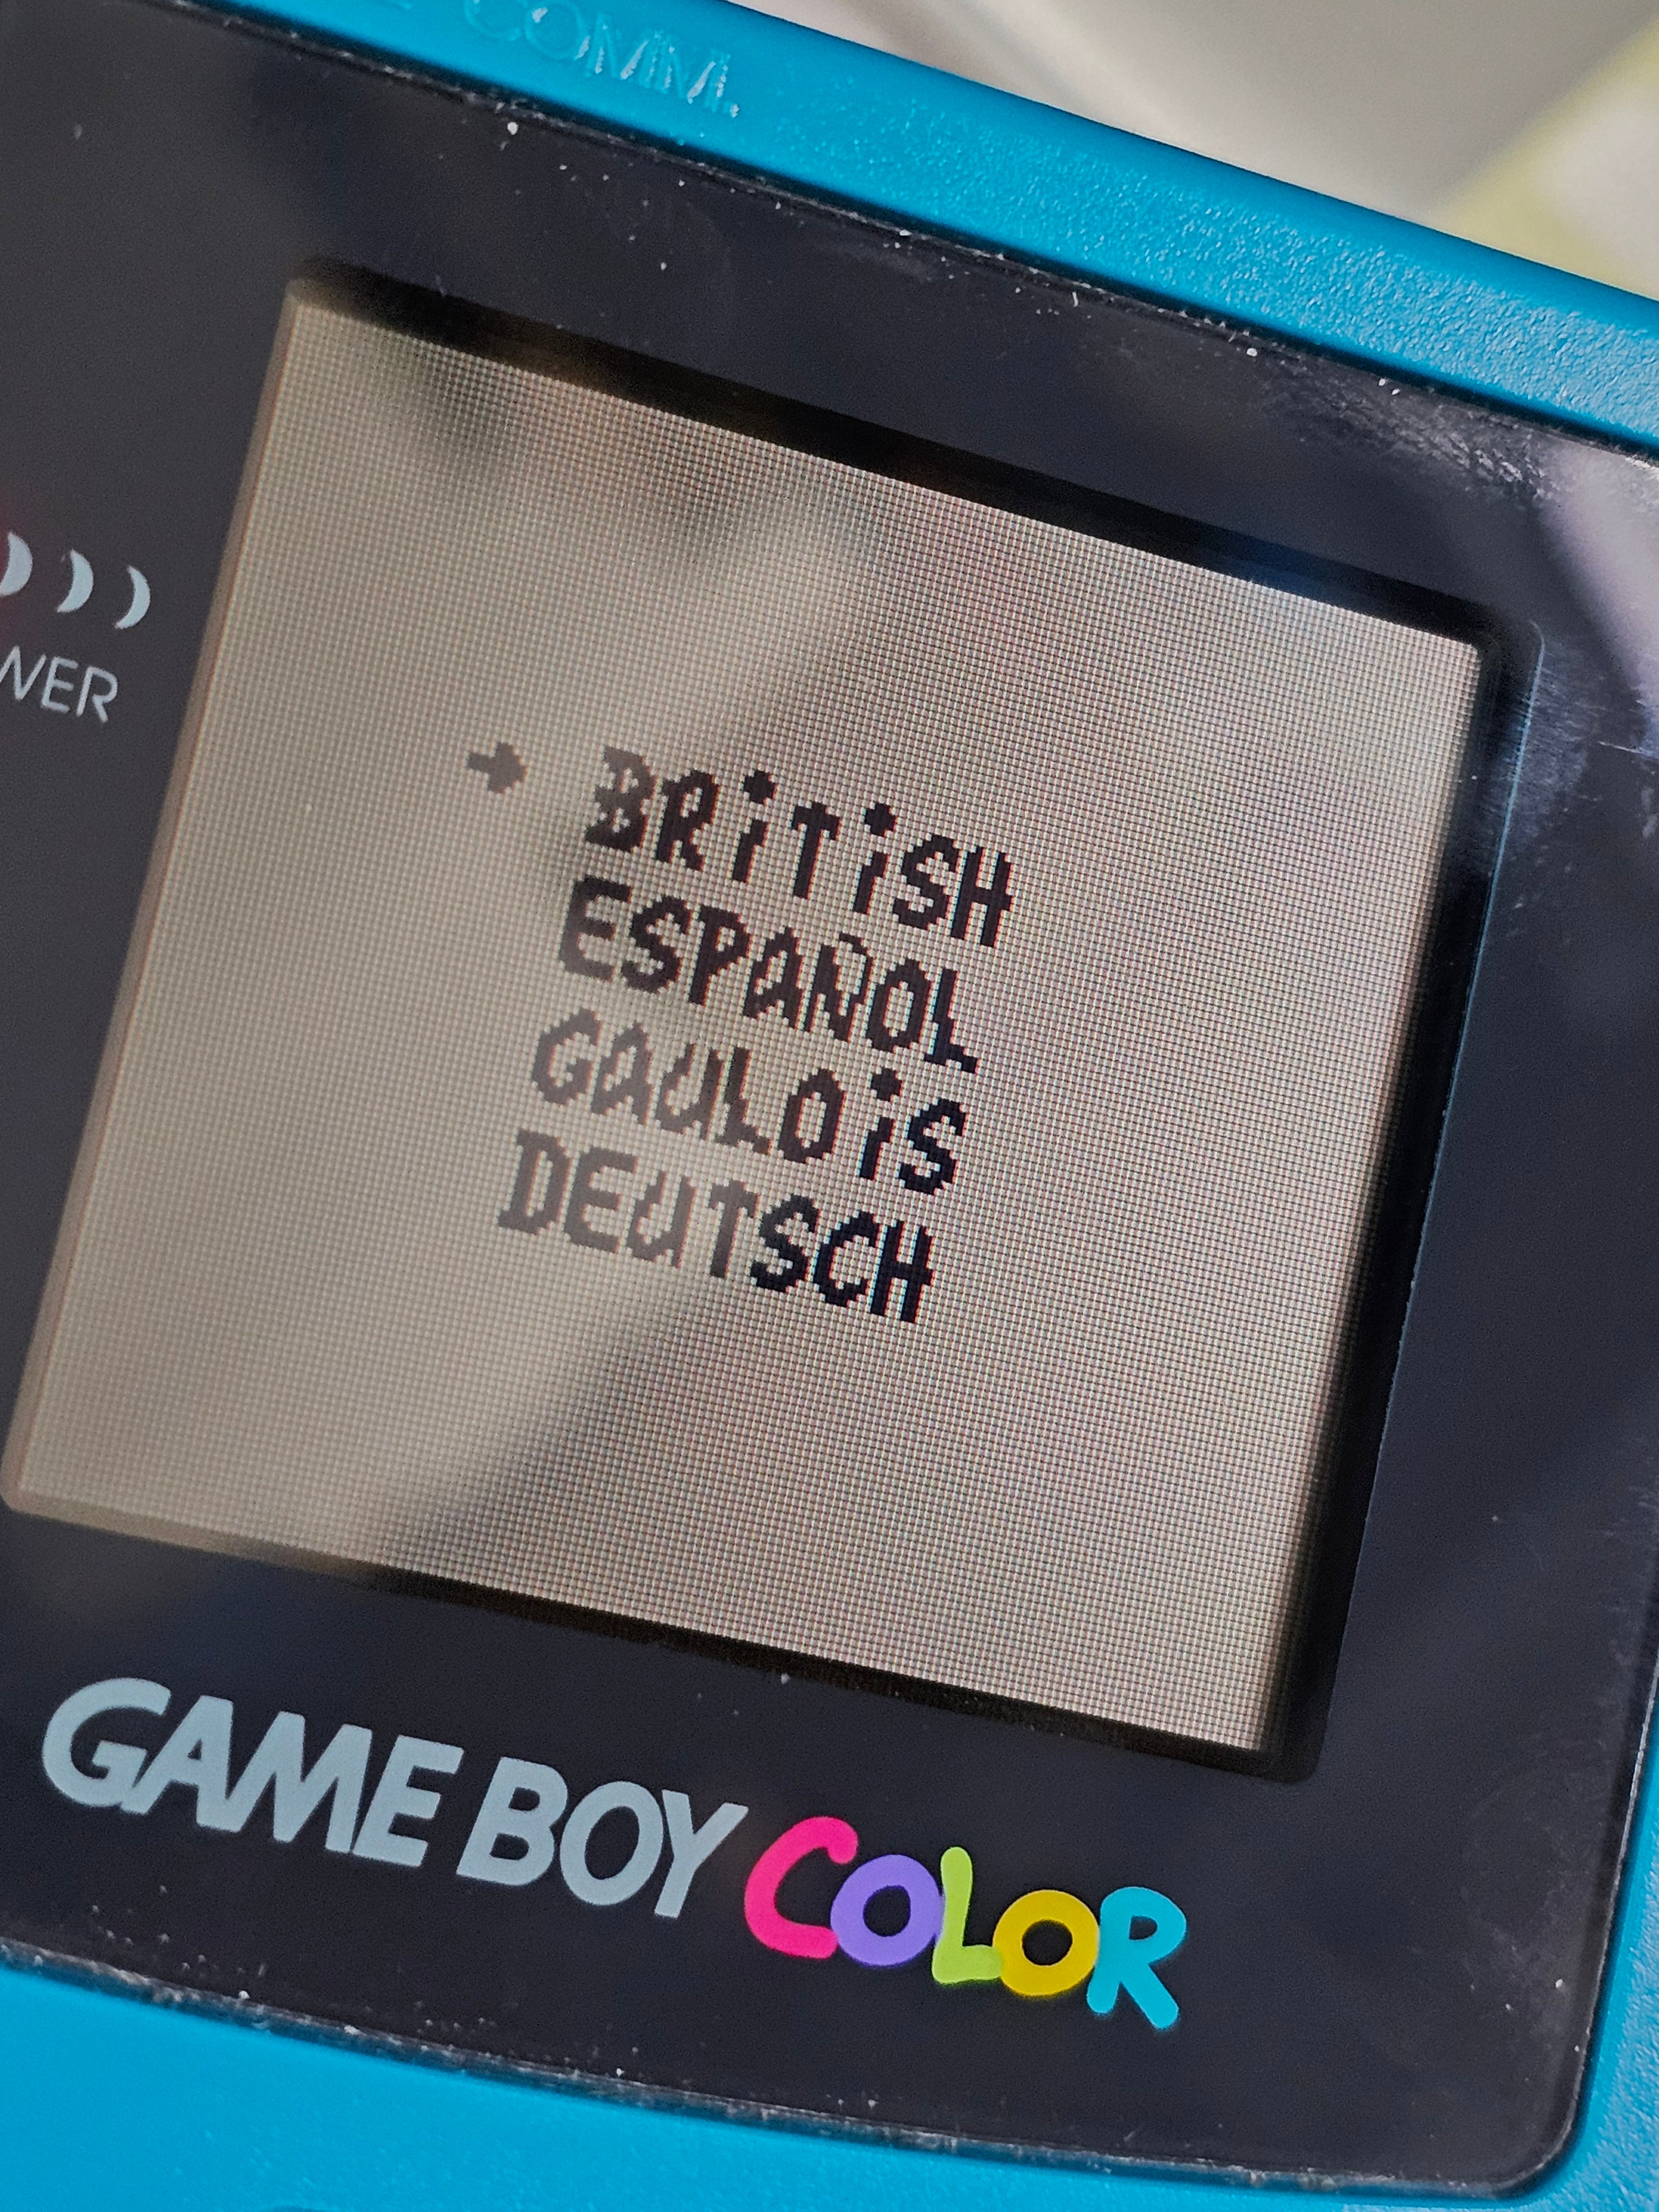 COMM.
WER
→ BRiTiSH
ESPAÑOL
GAULOiS
DEUTSCH
GAME BOY COLOR